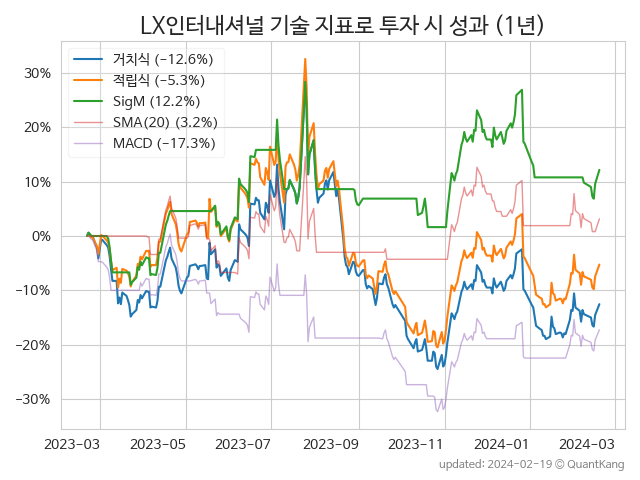 LX인터내셔널 기술 지표로 투자 시 성과 (1년)
거치식 (−12.6%)
적립식 (−5.3%)
SigM (12.2%)
SMA(20) (3.2%)
MACD (−17.3%)
30%
20%
10%
0%
−10%
−20%
−30%
2023-03 2023-05 2023-07 2023-09 2023-11 2024-01 2024-03
updated: 2024-02-19 © QuantKang